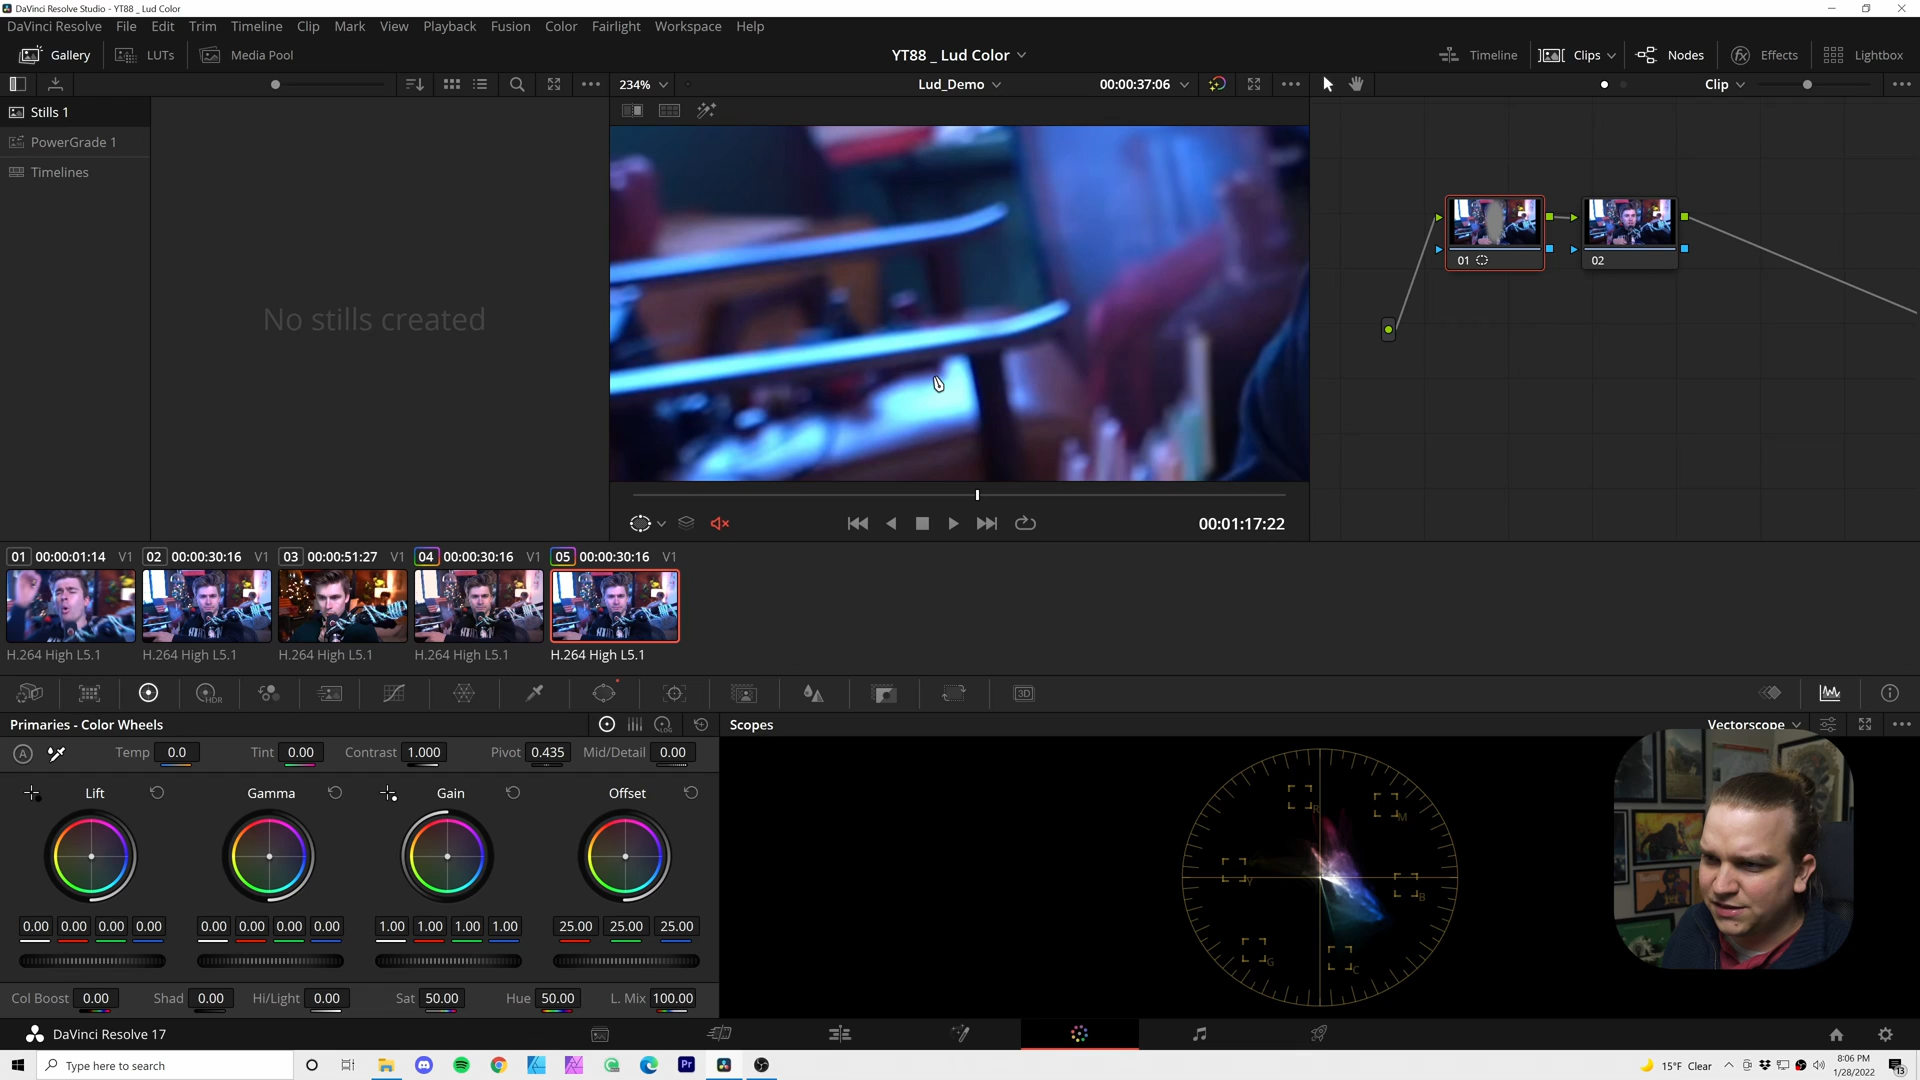 DaVinci Resolve Studio - YT88 _ Lud Color
DaVinci Resolve File Edit Trim Timeline Clip Mark View Playback Fusion Color Fairlight Workspace Help
Gallery LUTs Media Pool YT88 _ Lud Color Timeline Clips Nodes Effects Lightbox
234% Lud_Demo 00:00:37:06 Clip
Stills 1
PowerGrade 1
Timelines
No stills created
01
02
00:01:17:22
01 00:00:01:14 V1 02 00:00:30:16 V1 03 00:00:51:27 V1 04 00:00:30:16 V1 05 00:00:30:16 V1
H.264 High L5.1 H.264 High L5.1 H.264 High L5.1 H.264 High L5.1 H.264 High L5.1
HDR 3D
Primaries - Color Wheels LOG Scopes Vectorscope
A Temp 0.0 Tint 0.00 Contrast 1.000 Pivot 0.435 Mid/Detail 0.00
Lift Gamma Gain Offset
R M
Y B
G C
0.00 0.00 0.00 0.00 0.00 0.00 0.00 0.00 1.00 1.00 1.00 1.00 25.00 25.00 25.00
Col Boost 0.00 Shad 0.00 Hi/Light 0.00 Sat 50.00 Hue 50.00 L. Mix 100.00
DaVinci Resolve 17
Type here to search Pr 15°F Clear 8:06 PM
1/28/2022 13